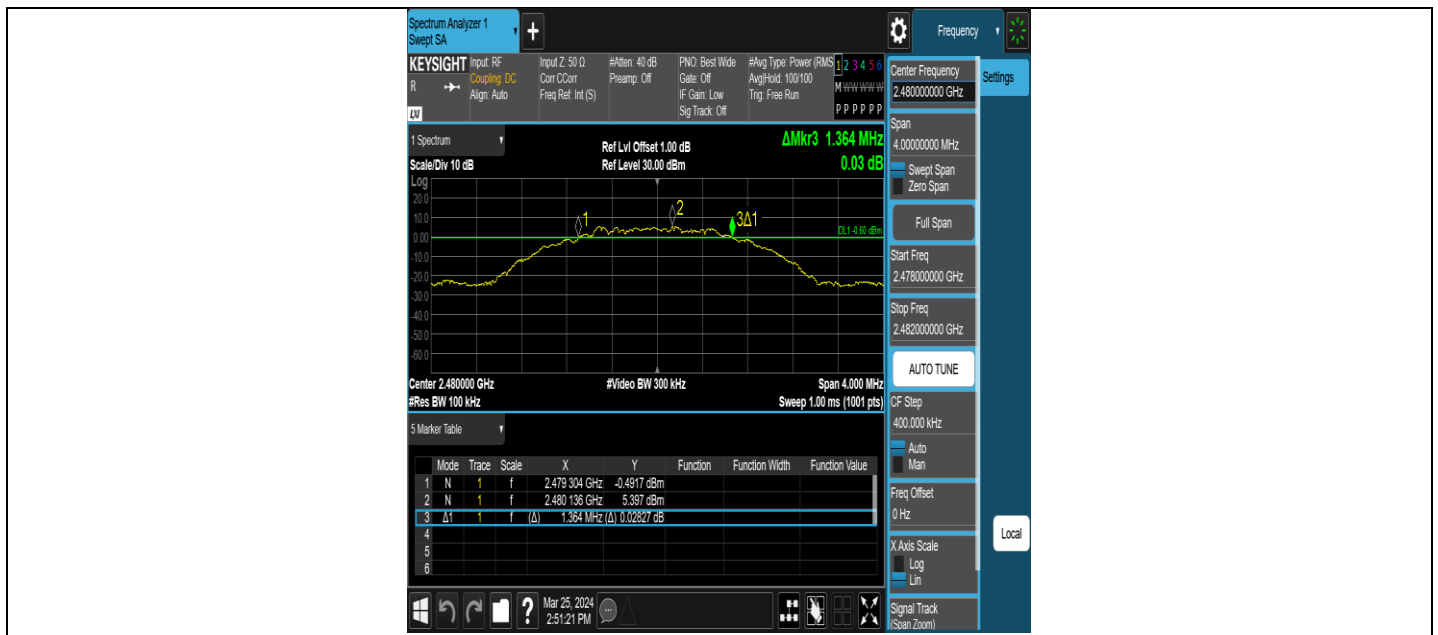 Spectrum Analyzer 1
Swept SA
+
Frequency
KEYSIGHT
R
LXI
Input: RF
Coupling: DC
Align: Auto
Input Z: 50 Ω
Corr CCorr
Freq Ref: Int (S)
#Atten: 40 dB
Preamp: Off
PNO: Best Wide
Gate: Off
IF Gain: Low
Sig Track: Off
#Avg Type: Power (RMS
Avg|Hold: 100/100
Trig: Free Run
1 2 3 4 5 6
M W W W W W
P P P P P P
1 Spectrum
Scale/Div 10 dB
Log
Ref Lvl Offset 1.00 dB
Ref Level 30.00 dBm
ΔMkr3 1.364 MHz
0.03 dB
20.0
10.0
0.00
-10.0
-20.0
-30.0
-40.0
-50.0
-60.0
1
2
3Δ1
DL1 -0.60 dBm
Center 2.480000 GHz
#Video BW 300 kHz
Span 4.000 MHz
#Res BW 100 kHz
Sweep 1.00 ms (1001 pts)
5 Marker Table
Mode Trace Scale X Y Function Function Width Function Value
1 N 1 f 2.479 304 GHz -0.4917 dBm
2 N 1 f 2.480 136 GHz 5.397 dBm
3 Δ1 1 f (Δ) 1.364 MHz (Δ) 0.02827 dB
4
5
6
?
Mar 25, 2024
2:51:21 PM
Center Frequency
2.480000000 GHz
Settings
Span
4.00000000 MHz
Swept Span
Zero Span
Full Span
Start Freq
2.478000000 GHz
Stop Freq
2.482000000 GHz
AUTO TUNE
CF Step
400.000 kHz
Auto
Man
Freq Offset
0 Hz
Local
X Axis Scale
Log
Lin
Signal Track
(Span Zoom)